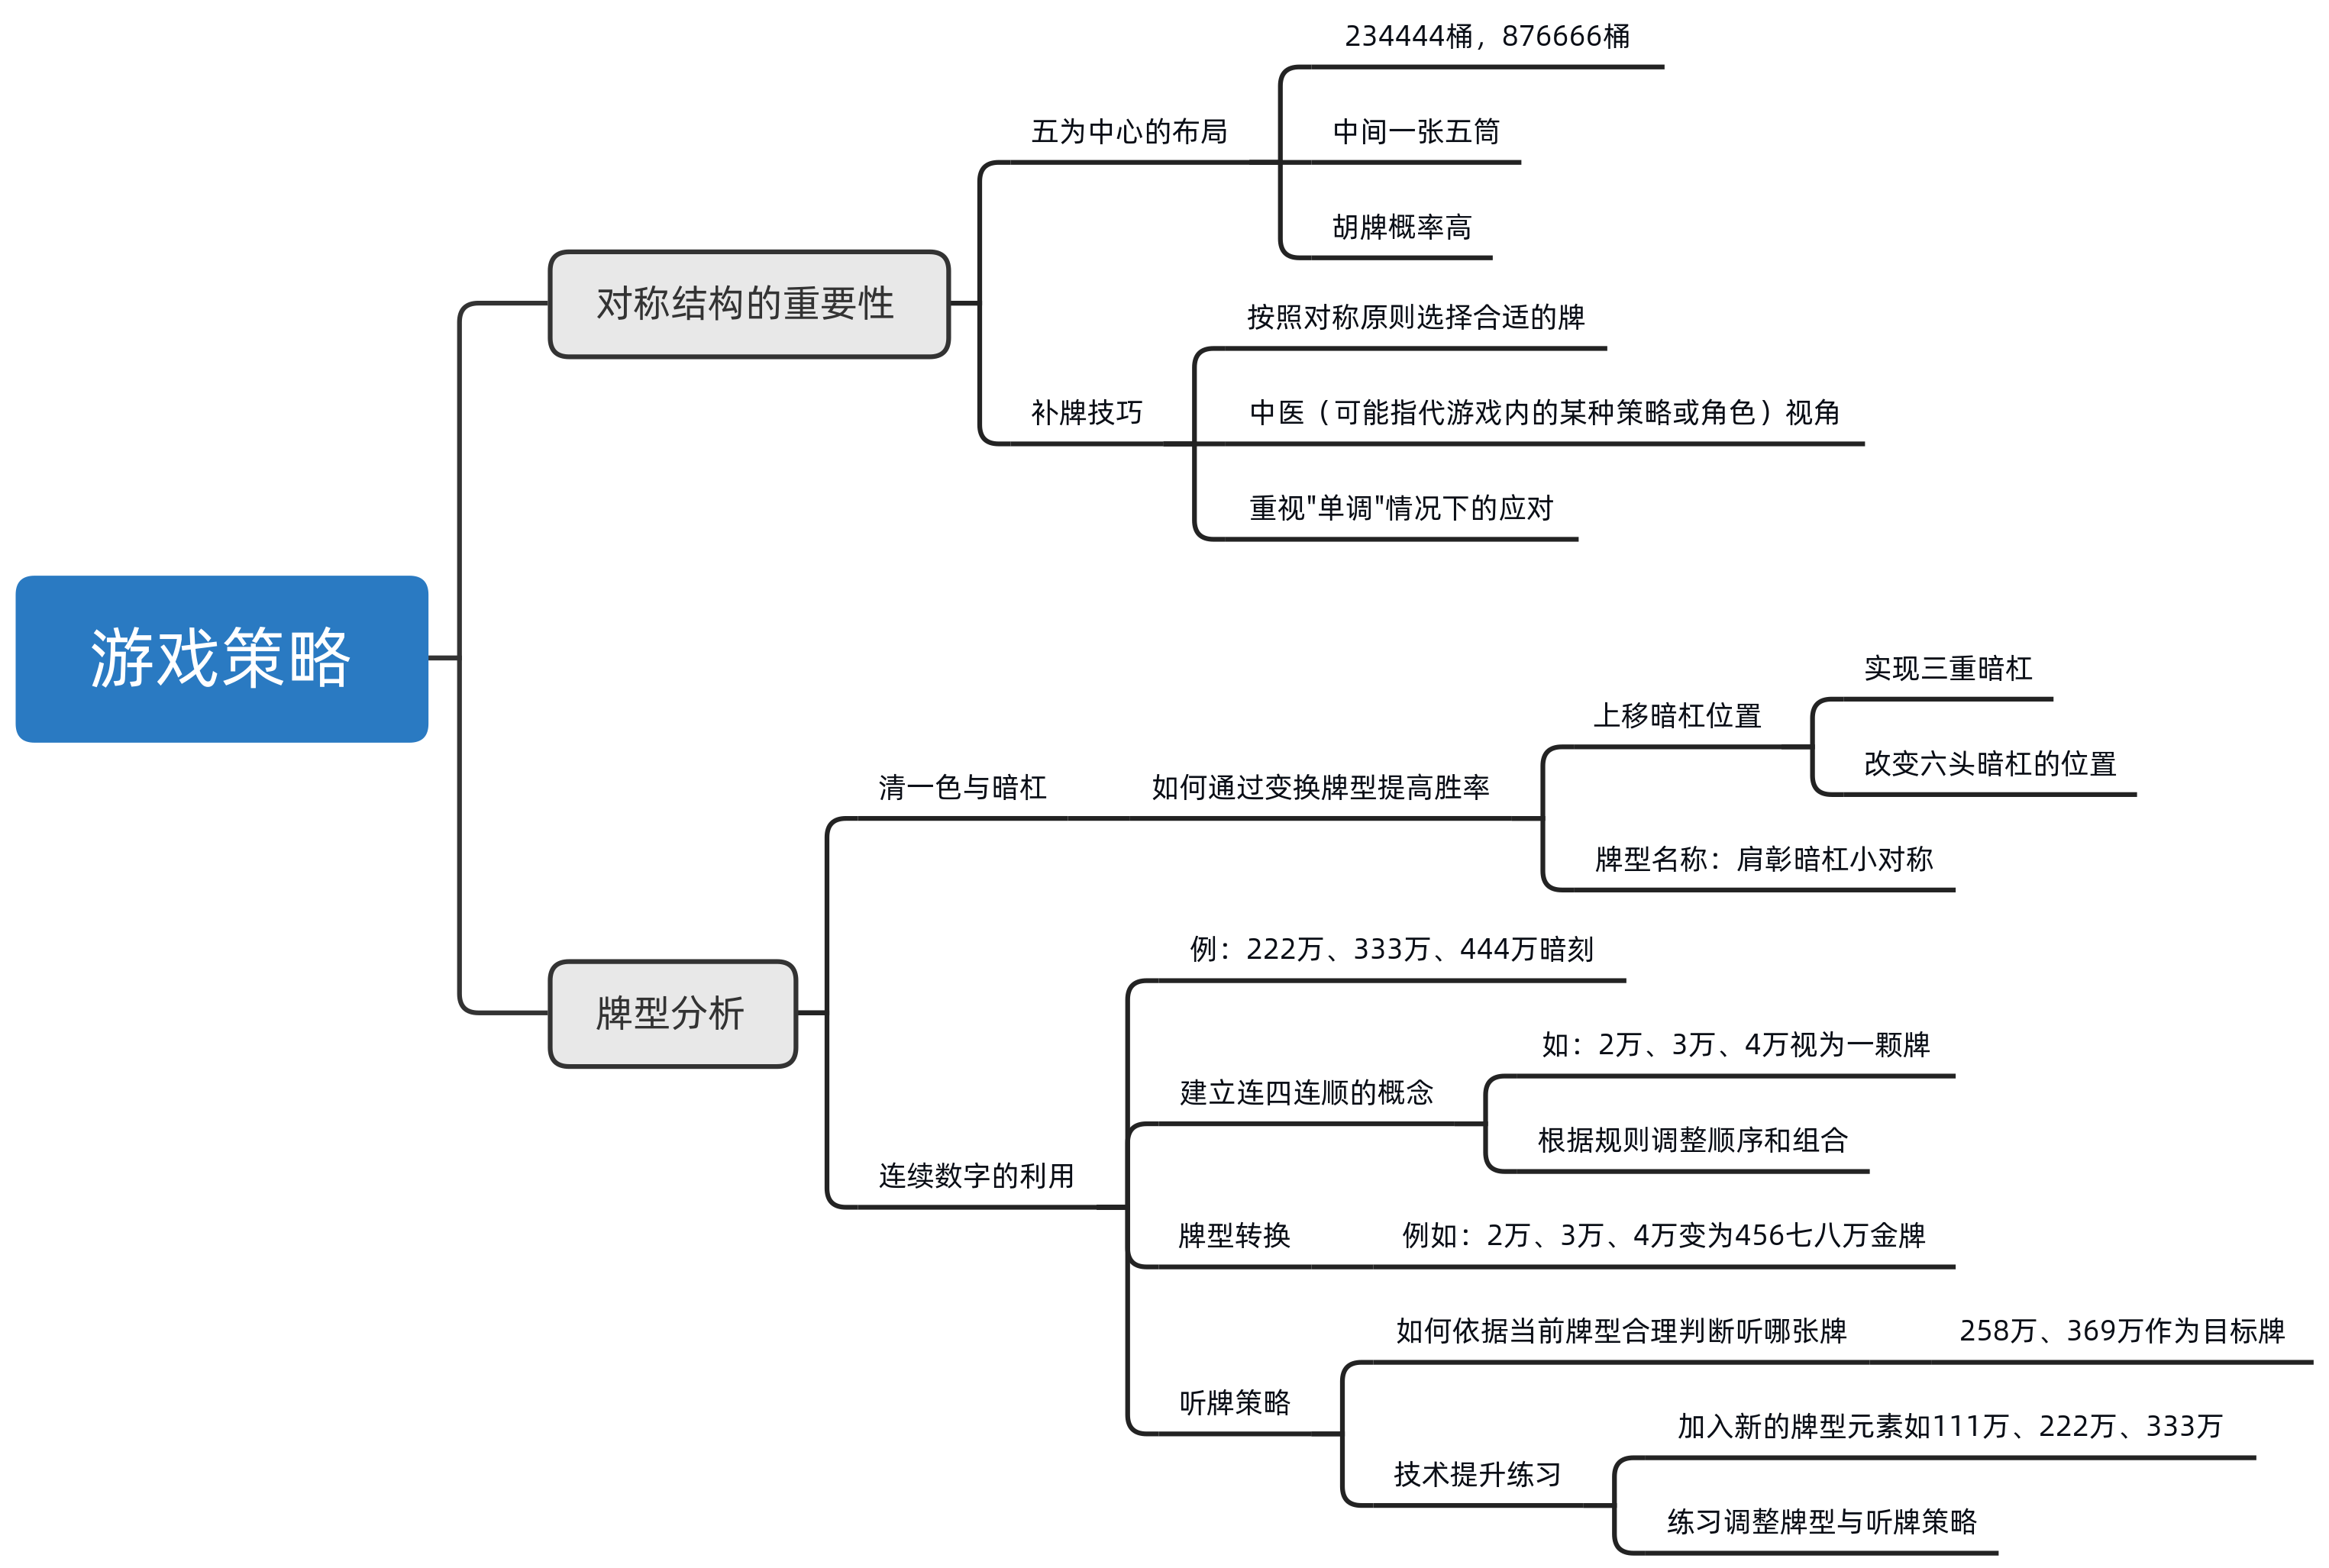 游戏策略
对称结构的重要性
五为中心的布局
234444桶，876666桶
中间一张五筒
胡牌概率高
补牌技巧
按照对称原则选择合适的牌
中医（可能指代游戏内的某种策略或角色）视角
重视"单调"情况下的应对
牌型分析
清一色与暗杠
如何通过变换牌型提高胜率
上移暗杠位置
实现三重暗杠
改变六头暗杠的位置
牌型名称：肩彰暗杠小对称
连续数字的利用
例：222万、333万、444万暗刻
建立连四连顺的概念
如：2万、3万、4万视为一颗牌
根据规则调整顺序和组合
牌型转换
例如：2万、3万、4万变为456七八万金牌
听牌策略
如何依据当前牌型合理判断听哪张牌
258万、369万作为目标牌
技术提升练习
加入新的牌型元素如111万、222万、333万
练习调整牌型与听牌策略